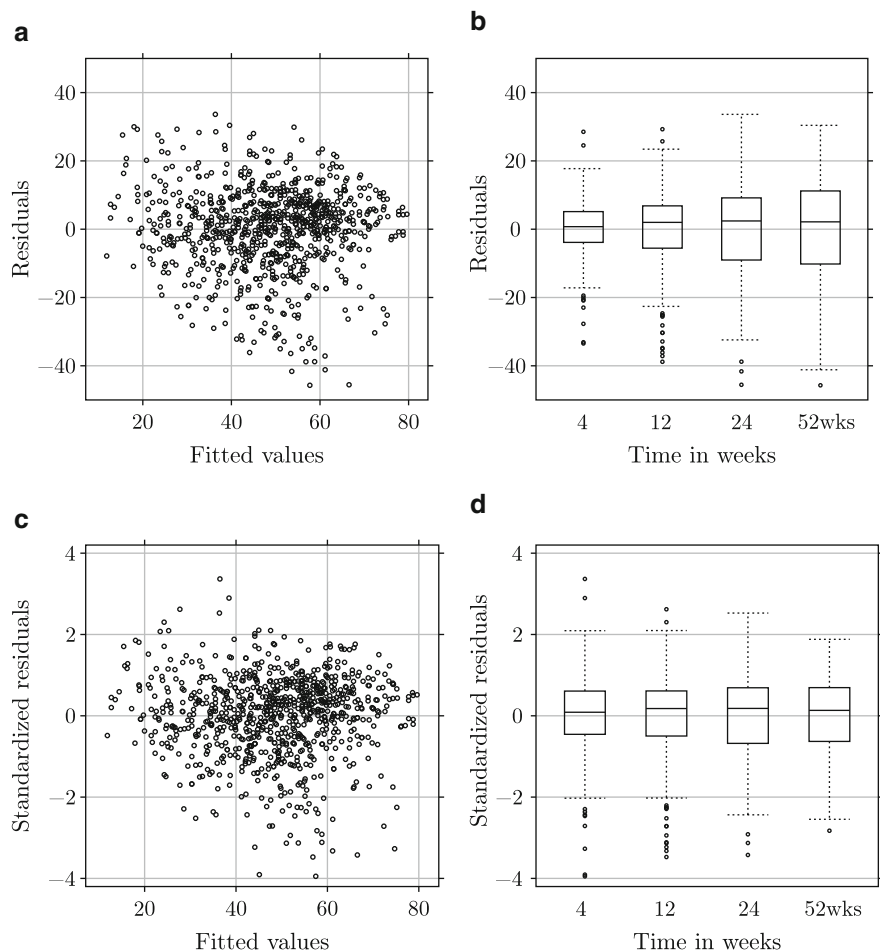 a
Residuals
40
20
0
−20
−40
20 40 60 80
Fitted values
b
Residuals
40
20
0
−20
−40
4 12 24 52wks
Time in weeks
c
Standardized residuals
4
2
0
−2
−4
20 40 60 80
Fitted values
d
Standardized residuals
4
2
0
−2
−4
4 12 24 52wks
Time in weeks